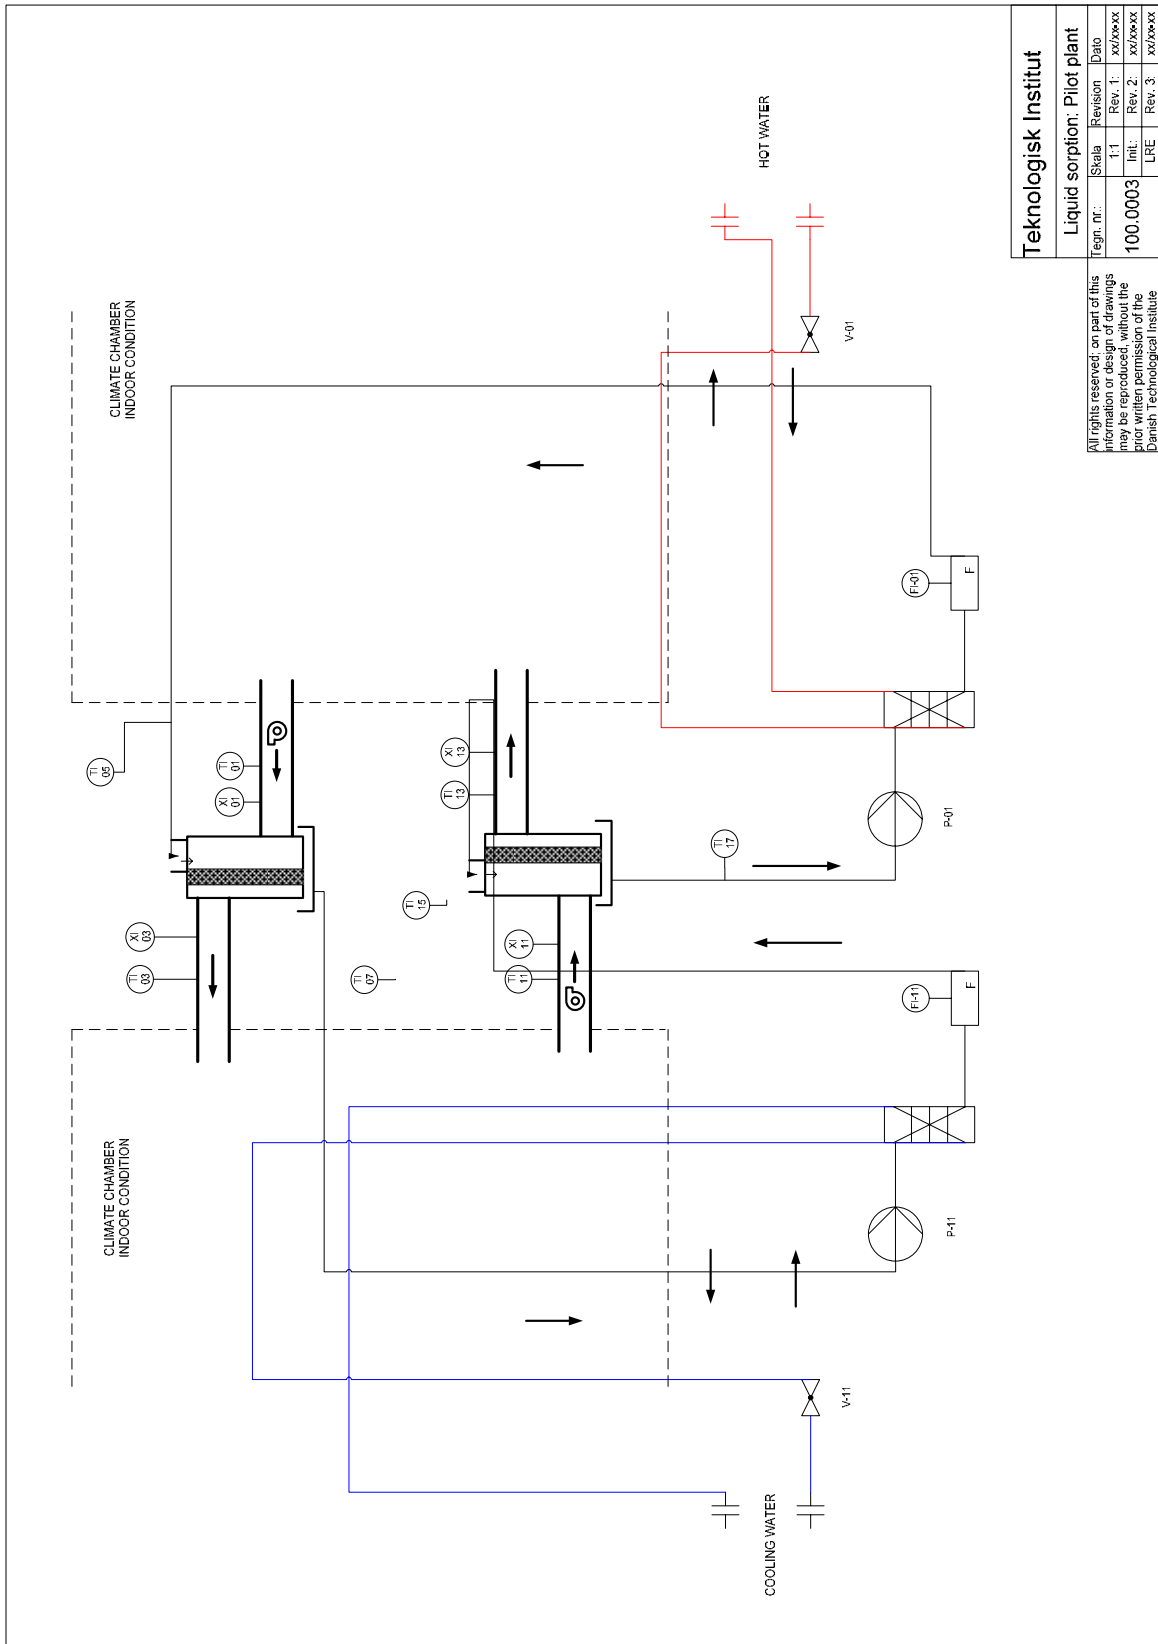 CLIMATE CHAMBER
INDOOR CONDITION
CLIMATE CHAMBER
INDOOR CONDITION
HOT WATER
COOLING WATER
TI
05
TI
01
XI
01
XI
03
TI
03
XI
13
TI
13
TI
15
TI
07
XI
11
TI
11
TI
17
V-01
FI-01
F
P-01
FI-11
F
P-11
V-11
Teknologisk Institut
Liquid sorption: Pilot plant
Tegn. nr.:
100.0003
Skala
1:1
Init.:
LRE
Revision
Rev. 1:
Rev. 2:
Rev. 3:
Dato
xx/xx-xx
xx/xx-xx
xx/xx-xx
All rights reserved; on part of this
information or design of drawings
may be reproduced, without the
prior written permission of the
Danish Technological Institute